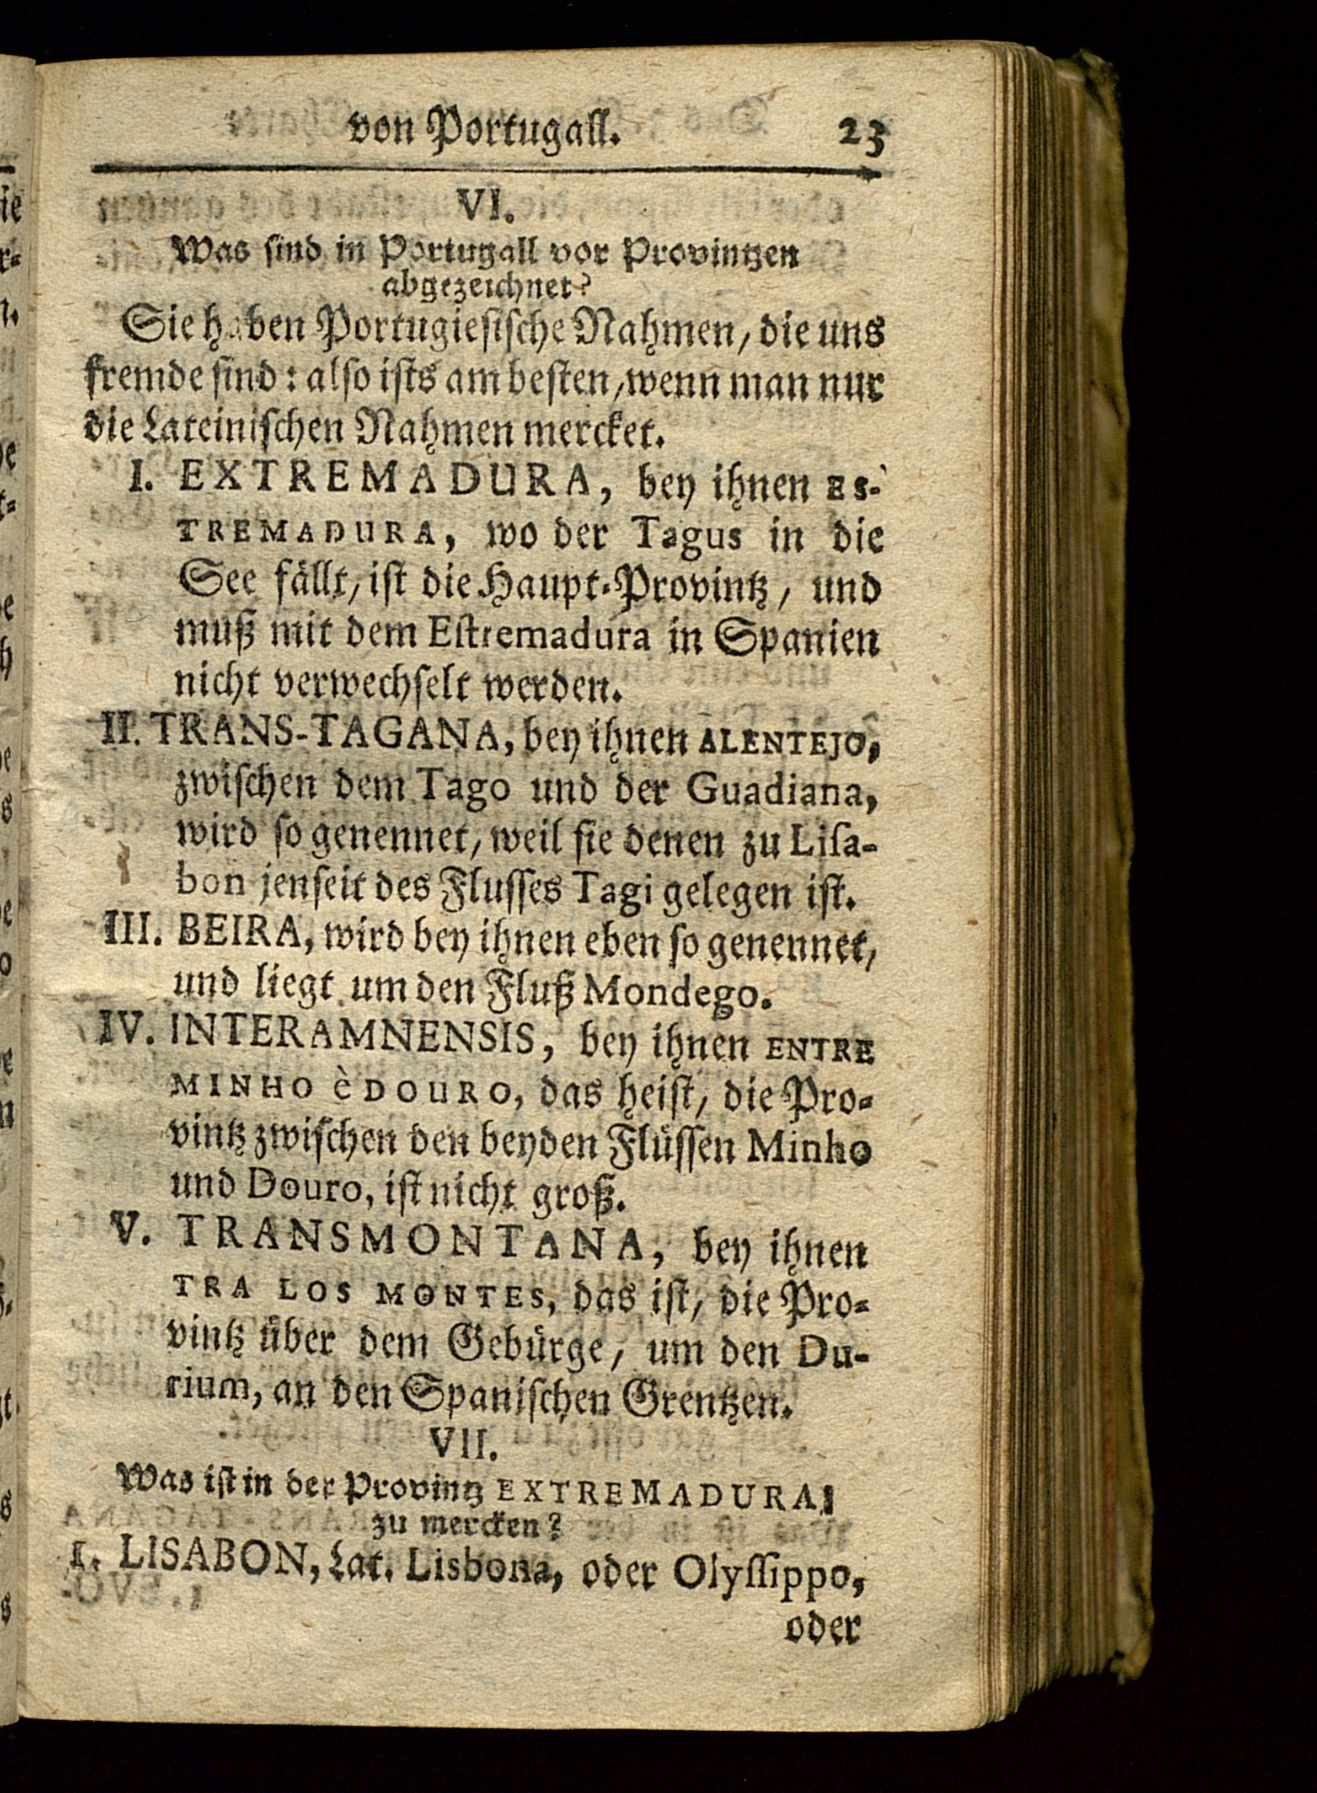 von Portugall. 23
VI.
Was sind in Portugall vor Provintzen
abgezeichnet?
Sie haben Portugiesische Nahmen, die uns
fremde sind: also ists am besten, wenn man nur
die Lateinischen Nahmen mercket.
I. EXTREMADURA, bey ihnen ES-
TREMADURA, wo der Tagus in die
See fällt, ist die Haupt-Provintz, und
muß mit dem Estremadura in Spanien
nicht verwechselt werden.
II. TRANS-TAGANA, bey ihnen ALENTEJO,
zwischen dem Tago und der Guadiana,
wird so genennet, weil sie denen zu Lisa-
bon jenseit des Flusses Tagi gelegen ist.
III. BEIRA, wird bey ihnen eben so genennet,
und liegt um den Fluß Mondego.
IV. INTERAMNENSIS, bey ihnen ENTRE
MINHO è DOURO, das heist, die Pro-
vintz zwischen den beyden Flüssen Minho
und Douro, ist nicht groß.
V. TRANSMONTANA, bey ihnen
TRA LOS MONTES, das ist, die Pro-
vintz über dem Gebürge, um den Du-
rium, an den Spanischen Grentzen.
VII.
Was ist in der Provintz EXTREMADURA
zu mercken?
1. LISABON, Lat. Lisbona, oder Olyssippo,
oder